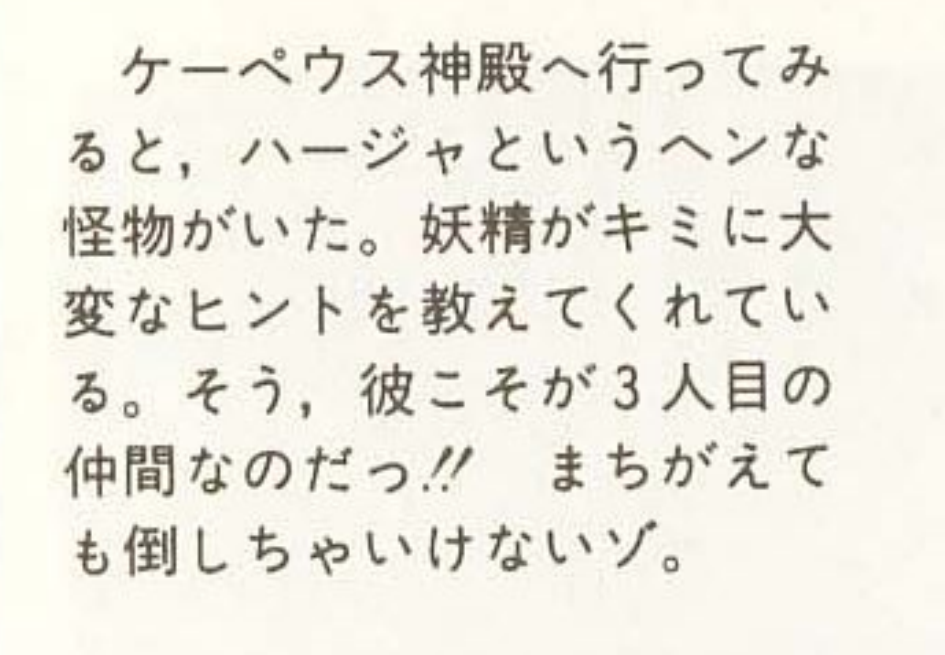 ケーペウス神殿へ行ってみ
ると，ハージャというヘンな
怪物がいた。妖精がキミに大
変なヒントを教えてくれてい
る。そう，彼こそが３人目の
仲間なのだっ!!　まちがえて
も倒しちゃいけないゾ。